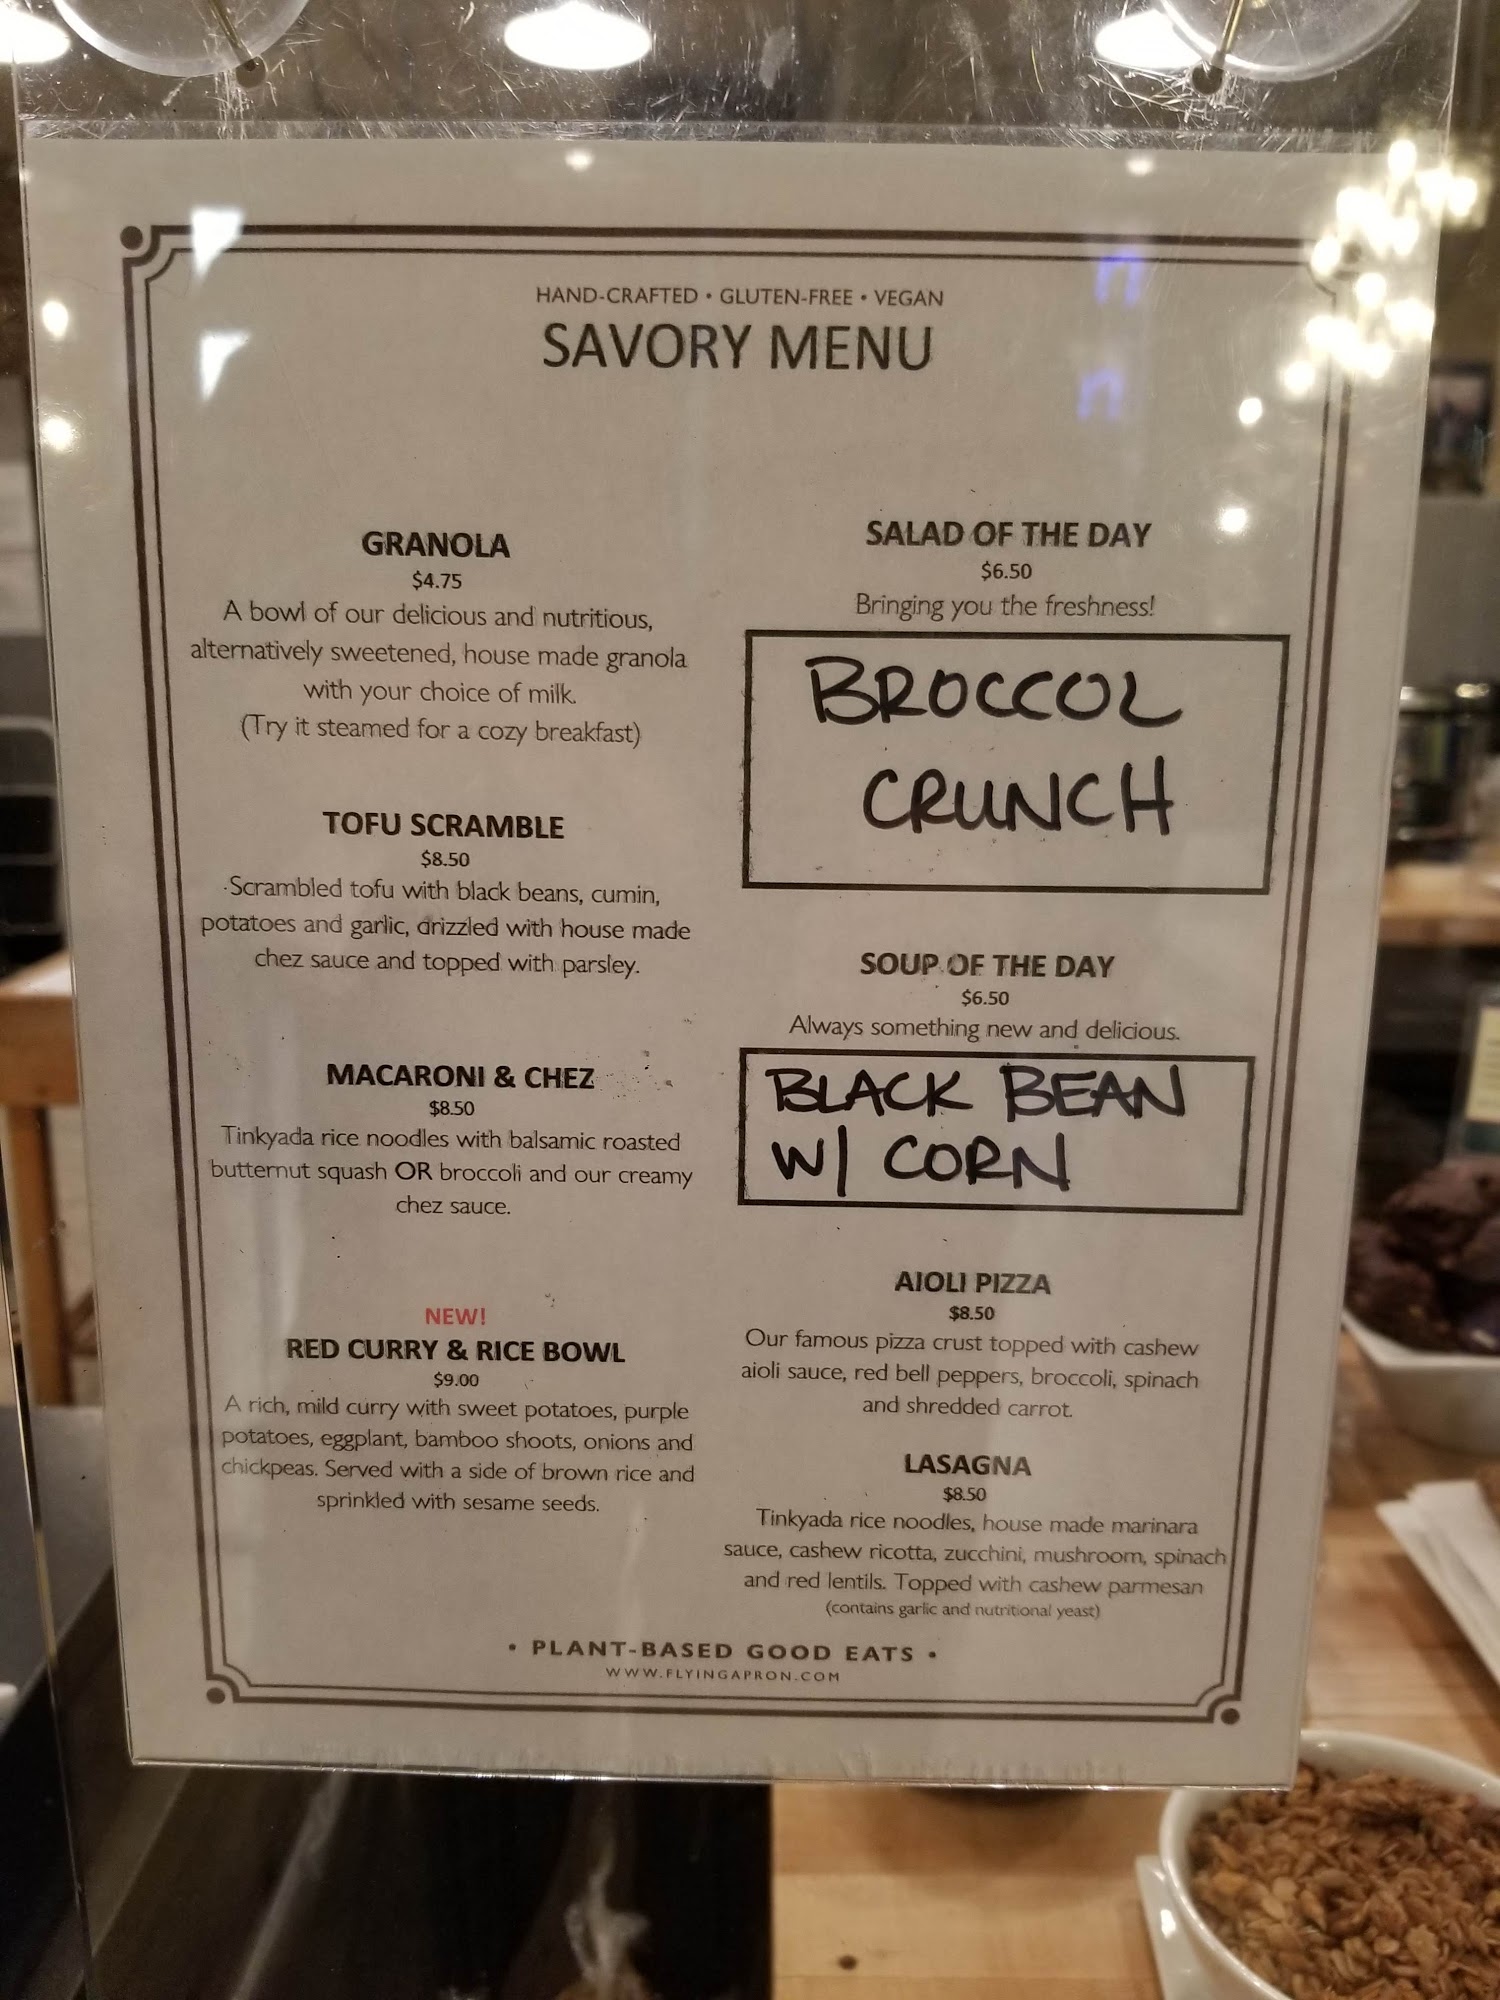 HAND-CRAFTED • GLUTEN-FREE • VEGAN
SAVORY MENU
GRANOLA
$4.75
A bowl of our delicious and nutritious,
alternatively sweetened, house made granola
with your choice of milk.
(Try it steamed for a cozy breakfast)
TOFU SCRAMBLE
$8.50
Scrambled tofu with black beans, cumin,
potatoes and garlic, drizzled with house made
chez sauce and topped with parsley.
MACARONI & CHEZ
$8.50
Tinkyada rice noodles with balsamic roasted
butternut squash OR broccoli and our creamy
chez sauce.
NEW!
RED CURRY & RICE BOWL
$9.00
A rich, mild curry with sweet potatoes, purple
potatoes, eggplant, bamboo shoots, onions and
chickpeas. Served with a side of brown rice and
sprinkled with sesame seeds.
SALAD OF THE DAY
$6.50
Bringing you the freshness!
BROCCOL
CRUNCH
SOUP OF THE DAY
$6.50
Always something new and delicious.
BLACK BEAN
W/ CORN
AIOLI PIZZA
$8.50
Our famous pizza crust topped with cashew
aioli sauce, red bell peppers, broccoli, spinach
and shredded carrot.
LASAGNA
$8.50
Tinkyada rice noodles, house made marinara
sauce, cashew ricotta, zucchini, mushroom, spinach
and red lentils. Topped with cashew parmesan
(contains garlic and nutritional yeast)
• PLANT-BASED GOOD EATS •
WWW.FLYINGAPRON.COM